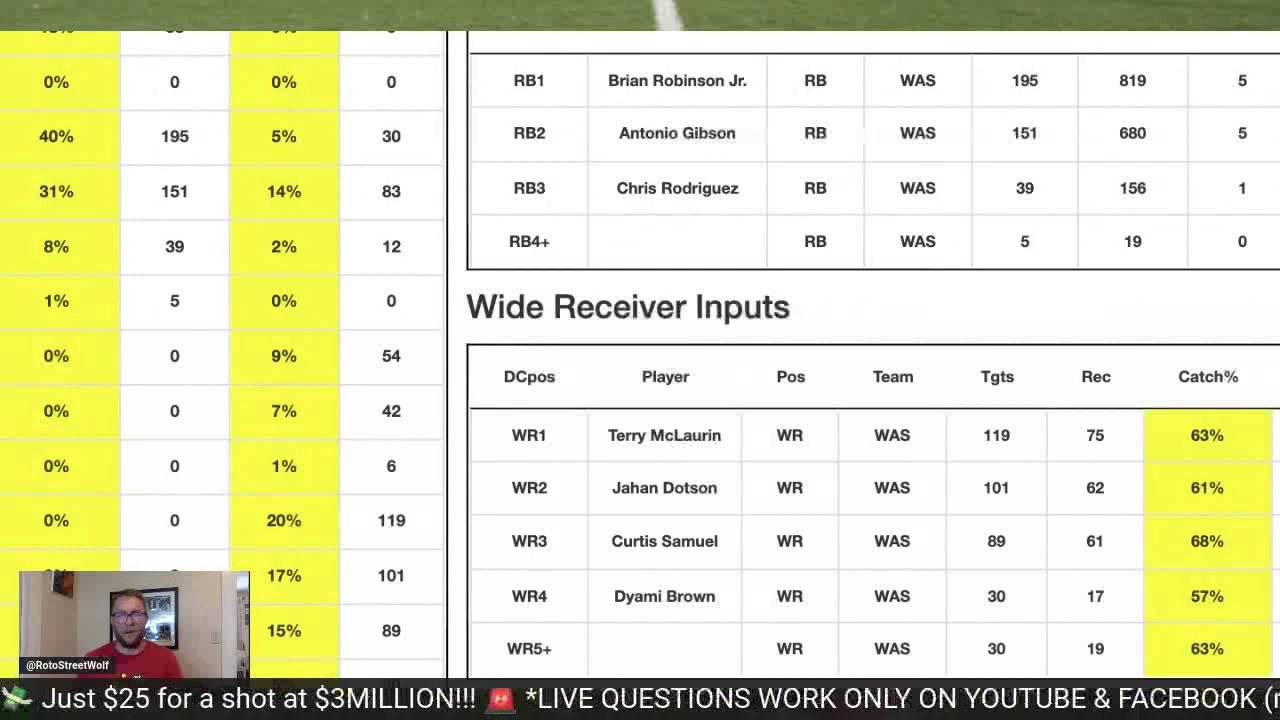 0% 0 0% 0
40% 195 5% 30
31% 151 14% 83
8% 39 2% 12
1% 5 0% 0
0% 0 9% 54
0% 0 7% 42
0% 0 1% 6
0% 0 20% 119
17% 101
15% 89
RB1 Brian Robinson Jr. RB WAS 195 819 5
RB2 Antonio Gibson RB WAS 151 680 5
RB3 Chris Rodriguez RB WAS 39 156 1
RB4+ RB WAS 5 19 0
Wide Receiver Inputs
DCpos Player Pos Team Tgts Rec Catch%
WR1 Terry McLaurin WR WAS 119 75 63%
WR2 Jahan Dotson WR WAS 101 62 61%
WR3 Curtis Samuel WR WAS 89 61 68%
WR4 Dyami Brown WR WAS 30 17 57%
WR5+ WR WAS 30 19 63%
@RotoStreetWolf
Just $25 for a shot at $3MILLION!!! 🚨 *LIVE QUESTIONS WORK ONLY ON YOUTUBE & FACEBOOK (